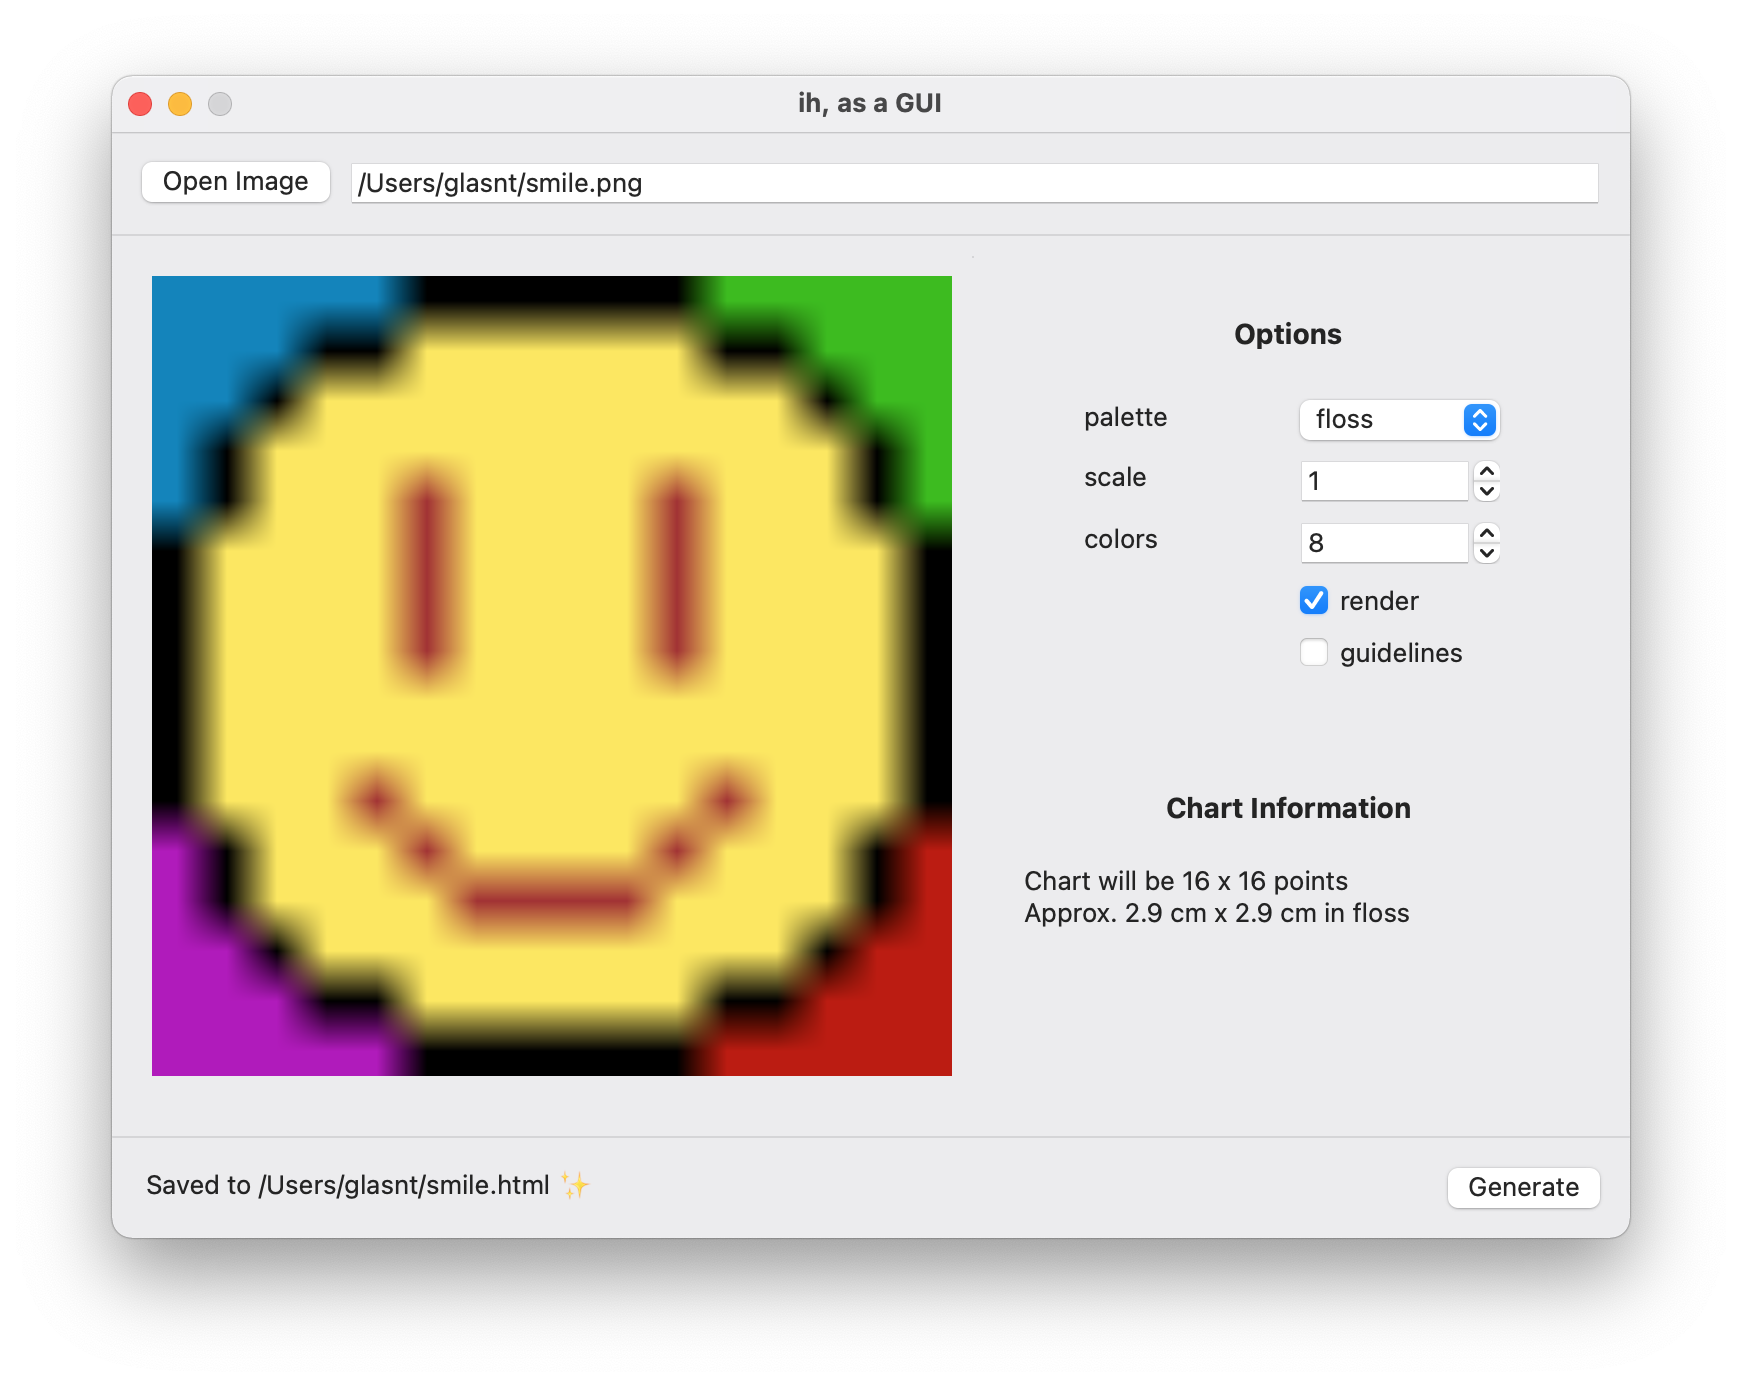 ih, as a GUI
Open Image
/Users/glasnt/smile.png
Options
palette
floss
scale
1
colors
8
render
guidelines
Chart Information
Chart will be 16 x 16 points
Approx. 2.9 cm x 2.9 cm in floss
Saved to /Users/glasnt/smile.html ✨
Generate